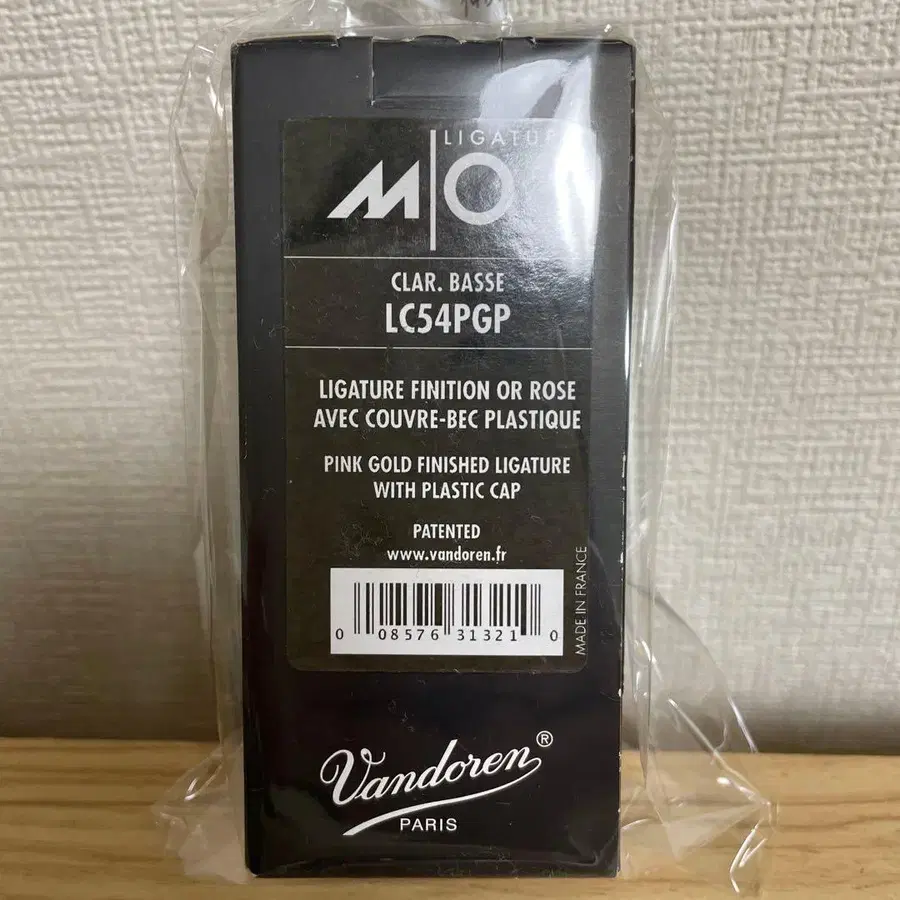 LIGATURE
M|O
CLAR. BASSE
LC54PGP
LIGATURE FINITION OR ROSE
AVEC COUVRE-BEC PLASTIQUE
PINK GOLD FINISHED LIGATURE
WITH PLASTIC CAP
PATENTED
www.vandoren.fr
0 08576 31321 0
MADE IN FRANCE
Vandoren®
PARIS